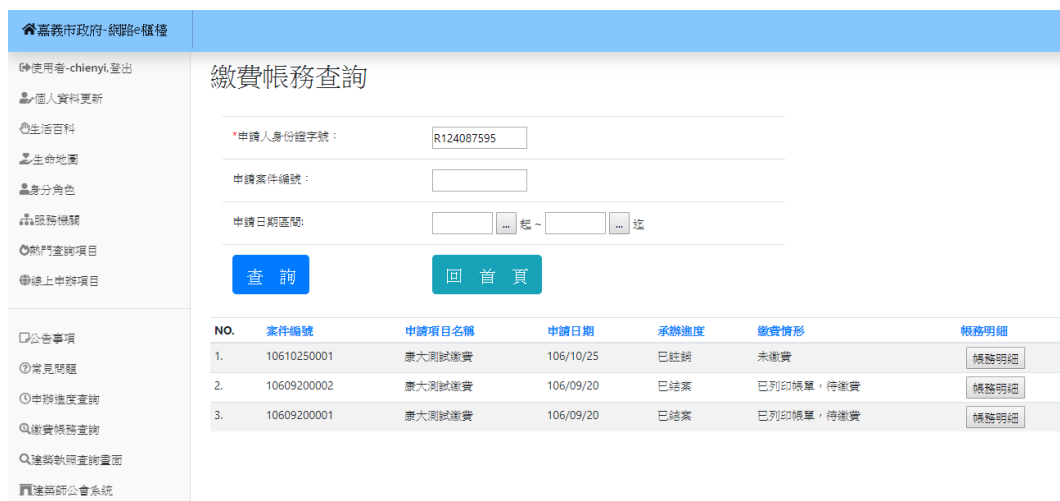 嘉義市政府-網路e櫃檯
使用者-chienyi,登出
個人資料更新
生活百科
生命地圖
身分角色
服務機關
熱門查詢項目
線上申辦項目
公告事項
常見問題
申辦進度查詢
繳費帳務查詢
建築執照查詢畫面
建築師公會系統
繳費帳務查詢
*申請人身份證字號： R124087595
申請案件編號：
申請日期區間: ... 起 ~ ... 迄
查 詢 回 首 頁
NO. 案件編號 申請項目名稱 申請日期 承辦進度 繳費情形 帳務明細
1. 10610250001 康大測試繳費 106/10/25 已註銷 未繳費 帳務明細
2. 10609200002 康大測試繳費 106/09/20 已結案 已列印帳單，待繳費 帳務明細
3. 10609200001 康大測試繳費 106/09/20 已結案 已列印帳單，待繳費 帳務明細